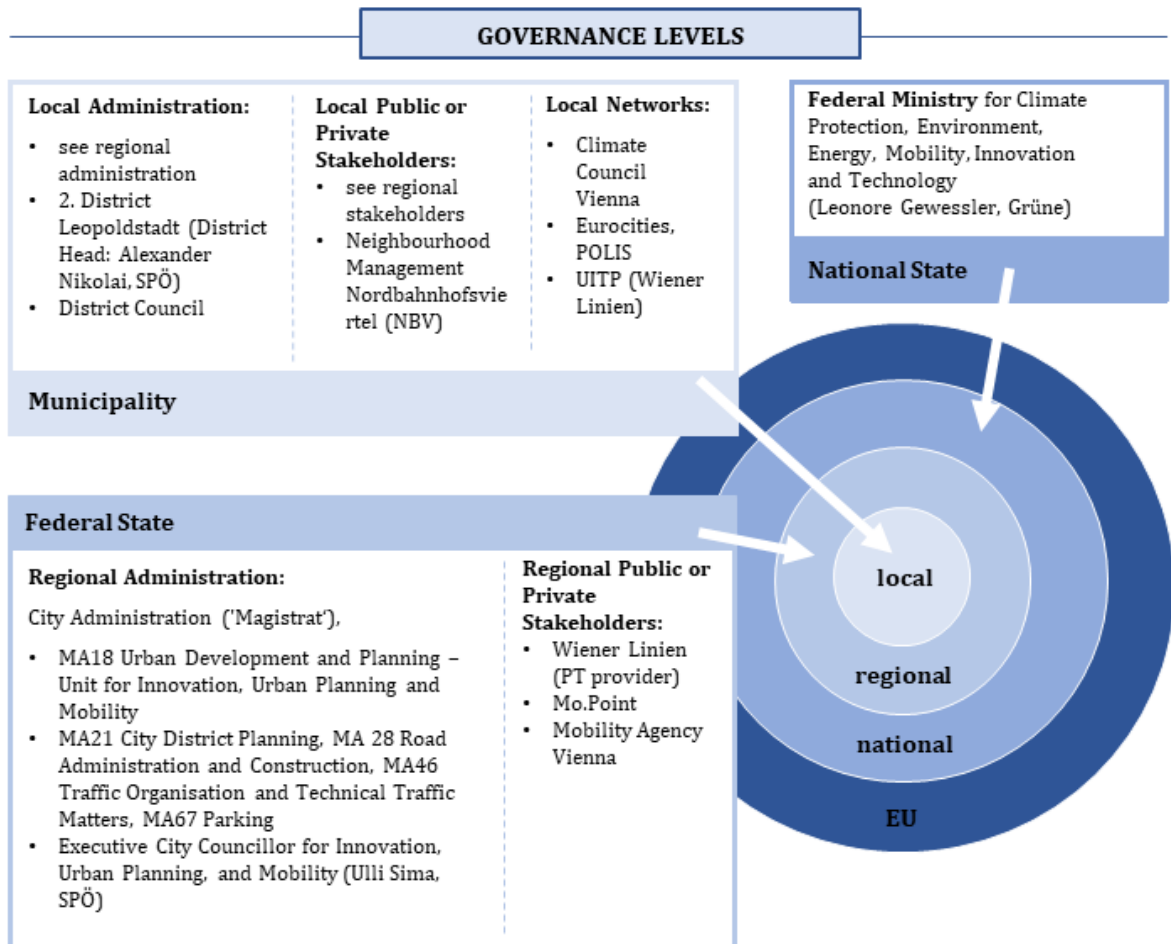 GOVERNANCE LEVELS
Local Administration:
• see regional
administration
• 2. District
Leopoldstadt (District
Head: Alexander
Nikolai, SPÖ)
• District Council
Local Public or
Private
Stakeholders:
• see regional
stakeholders
• Neighbourhood
Management
Nordbahnhofsvie
rtel (NBV)
Local Networks:
• Climate
Council
Vienna
• Eurocities,
POLIS
• UITP (Wiener
Linien)
Municipality
Federal Ministry for Climate
Protection, Environment,
Energy, Mobility, Innovation
and Technology
(Leonore Gewessler, Grüne)
National State
Federal State
Regional Administration:
City Administration ('Magistrat'),
• MA18 Urban Development and Planning –
Unit for Innovation, Urban Planning and
Mobility
• MA21 City District Planning, MA 28 Road
Administration and Construction, MA46
Traffic Organisation and Technical Traffic
Matters, MA67 Parking
• Executive City Councillor for Innovation,
Urban Planning, and Mobility (Ulli Sima,
SPÖ)
Regional Public or
Private
Stakeholders:
• Wiener Linien
(PT provider)
• Mo.Point
• Mobility Agency
Vienna
local
regional
national
EU